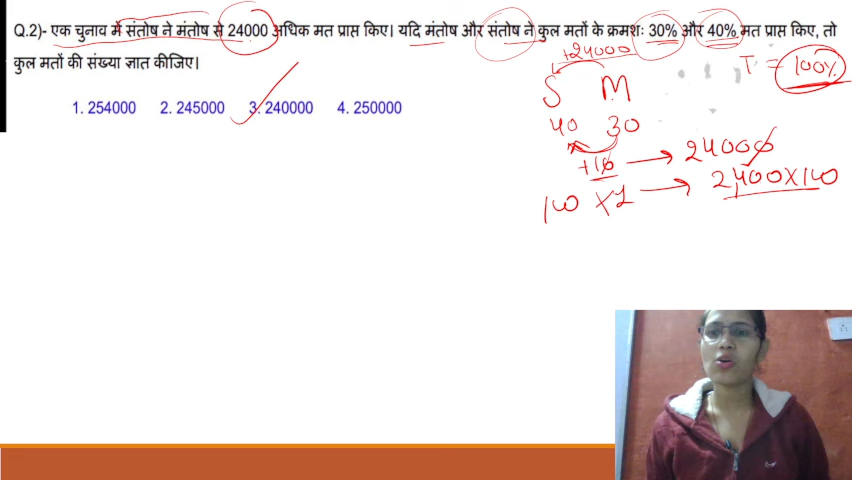 Q.2)- एक चुनाव में संतोष ने मंतोष से 24000 अधिक मत प्राप्त किए। यदि मंतोष और संतोष ने कुल मतों के क्रमशः 30% और 40% मत प्राप्त किए, तो
कुल मतों की संख्या ज्ञात कीजिए।
1. 254000 2. 245000 3. 240000 4. 250000
+24000
T = 100%
S M
40 30
+10 → 24000
100 × 1 → 2400×100